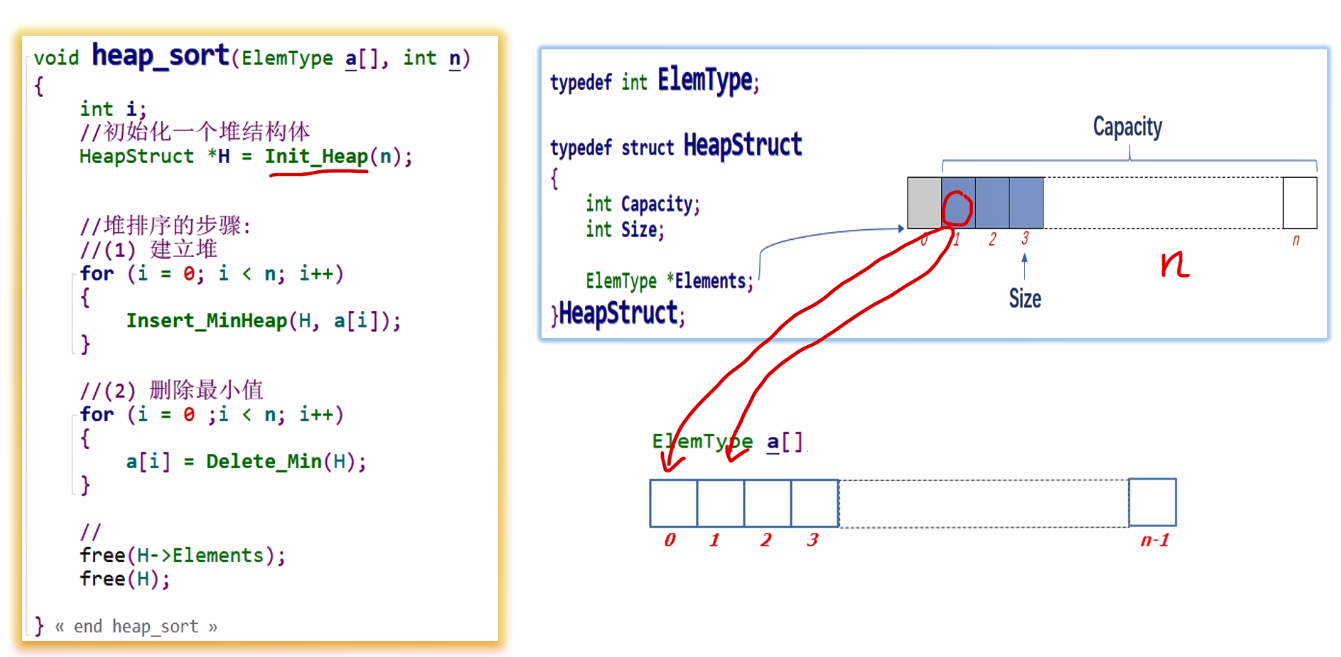 void heap_sort(ElemType a[], int n)
{
int i;
//初始化一个堆结构体
HeapStruct *H = Init_Heap(n);
//堆排序的步骤:
//(1) 建立堆
for (i = 0; i < n; i++)
{
Insert_MinHeap(H, a[i]);
}
//(2) 删除最小值
for (i = 0 ;i < n; i++)
{
a[i] = Delete_Min(H);
}
//
free(H->Elements);
free(H);
} « end heap_sort »
typedef int ElemType;
typedef struct HeapStruct
{
int Capacity;
int Size;
ElemType *Elements;
}HeapStruct;
Capacity
0 1 2 3 n
Size
n
ElemType a[]
0 1 2 3 n-1